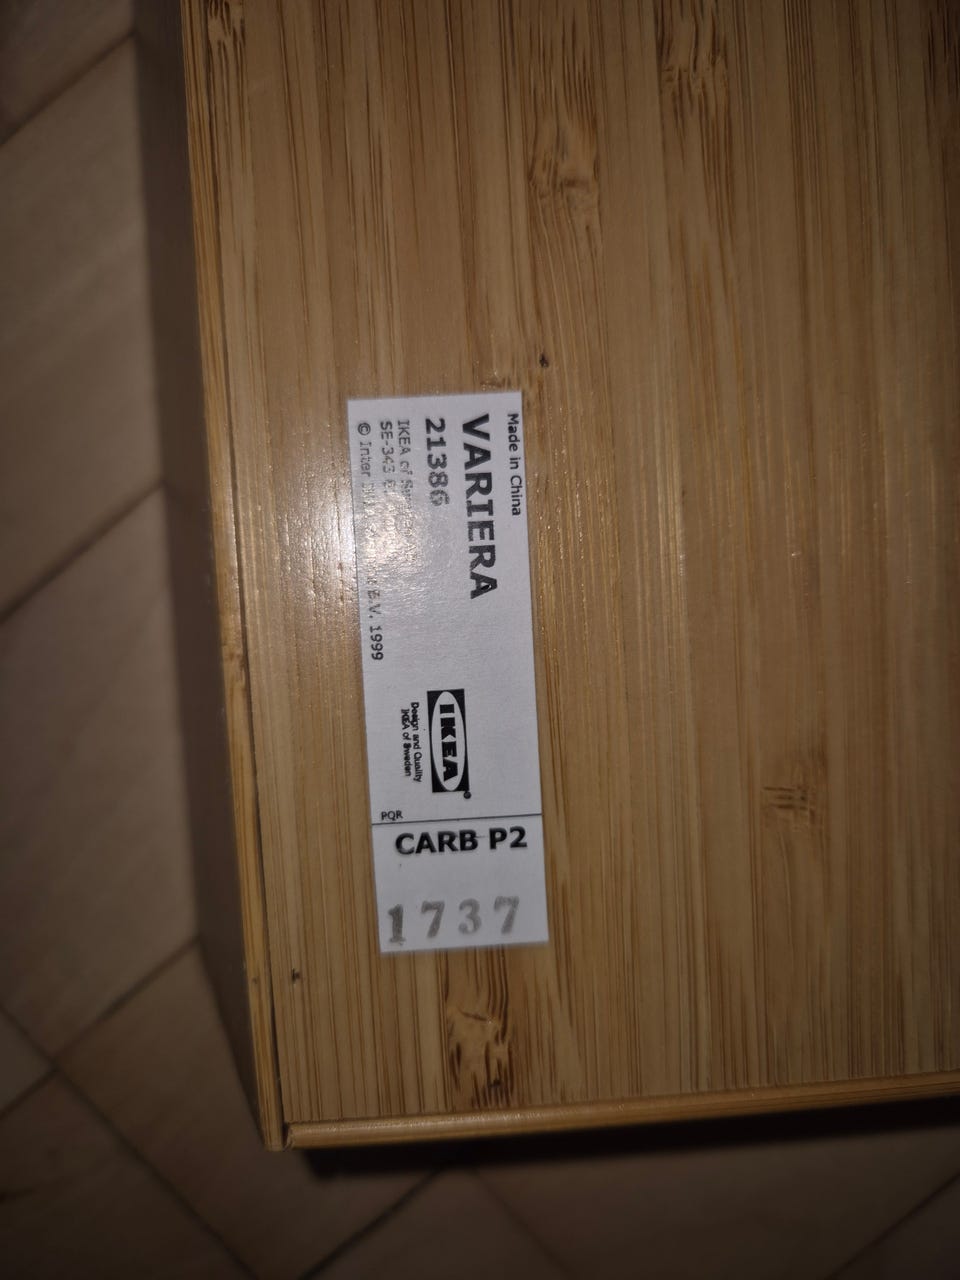 Made in China
VARIERA
21386
IKEA of
SE-343
© Inter B.V. 1999
IKEA®
Design and Quality
IKEA of Sweden
PQR
CARB P2
1737